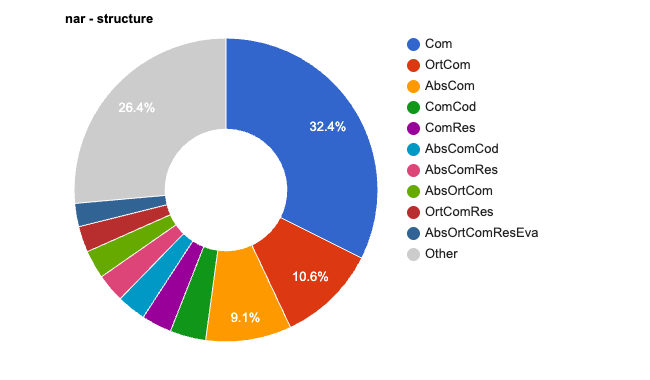 nar - structure
Com
OrtCom
AbsCom
ComCod
ComRes
AbsComCod
AbsComRes
AbsOrtCom
OrtComRes
AbsOrtComResEva
Other
26.4%
32.4%
10.6%
9.1%